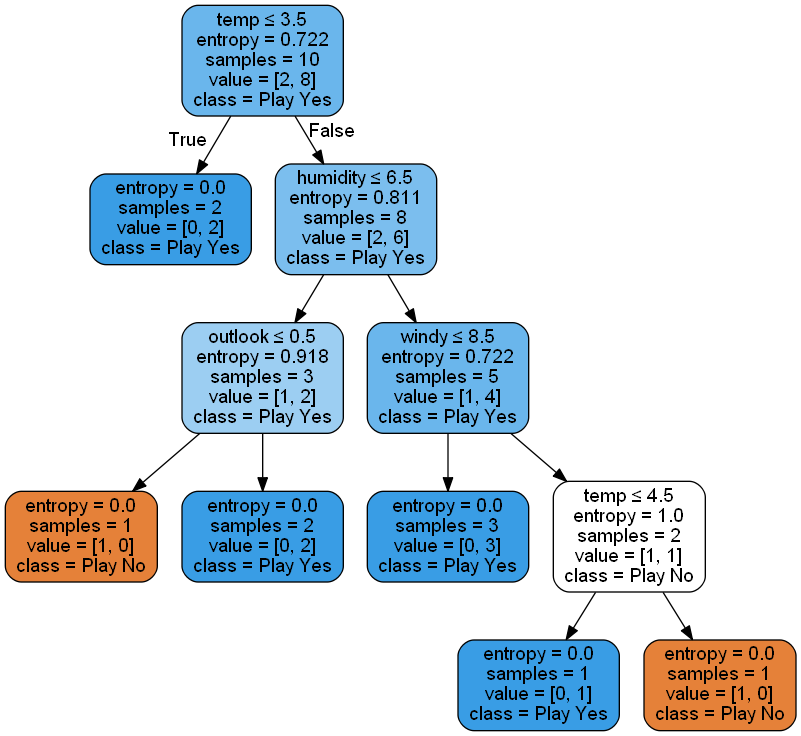 temp ≤ 3.5
entropy = 0.722
samples = 10
value = [2, 8]
class = Play Yes
True
False
entropy = 0.0
samples = 2
value = [0, 2]
class = Play Yes
humidity ≤ 6.5
entropy = 0.811
samples = 8
value = [2, 6]
class = Play Yes
outlook ≤ 0.5
entropy = 0.918
samples = 3
value = [1, 2]
class = Play Yes
windy ≤ 8.5
entropy = 0.722
samples = 5
value = [1, 4]
class = Play Yes
entropy = 0.0
samples = 1
value = [1, 0]
class = Play No
entropy = 0.0
samples = 2
value = [0, 2]
class = Play Yes
entropy = 0.0
samples = 3
value = [0, 3]
class = Play Yes
temp ≤ 4.5
entropy = 1.0
samples = 2
value = [1, 1]
class = Play No
entropy = 0.0
samples = 1
value = [0, 1]
class = Play Yes
entropy = 0.0
samples = 1
value = [1, 0]
class = Play No